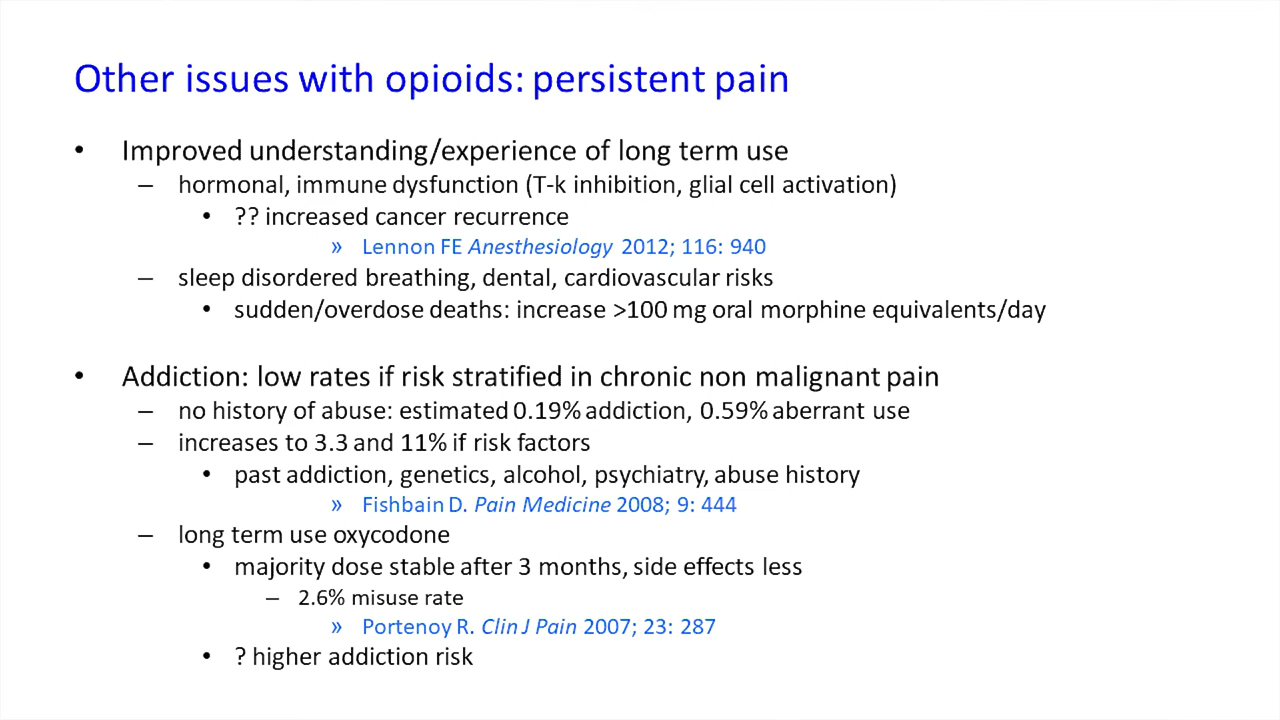 Other issues with opioids: persistent pain
• Improved understanding/experience of long term use
– hormonal, immune dysfunction (T-k inhibition, glial cell activation)
• ?? increased cancer recurrence
» Lennon FE Anesthesiology 2012; 116: 940
– sleep disordered breathing, dental, cardiovascular risks
• sudden/overdose deaths: increase >100 mg oral morphine equivalents/day
• Addiction: low rates if risk stratified in chronic non malignant pain
– no history of abuse: estimated 0.19% addiction, 0.59% aberrant use
– increases to 3.3 and 11% if risk factors
• past addiction, genetics, alcohol, psychiatry, abuse history
» Fishbain D. Pain Medicine 2008; 9: 444
– long term use oxycodone
• majority dose stable after 3 months, side effects less
– 2.6% misuse rate
» Portenoy R. Clin J Pain 2007; 23: 287
• ? higher addiction risk